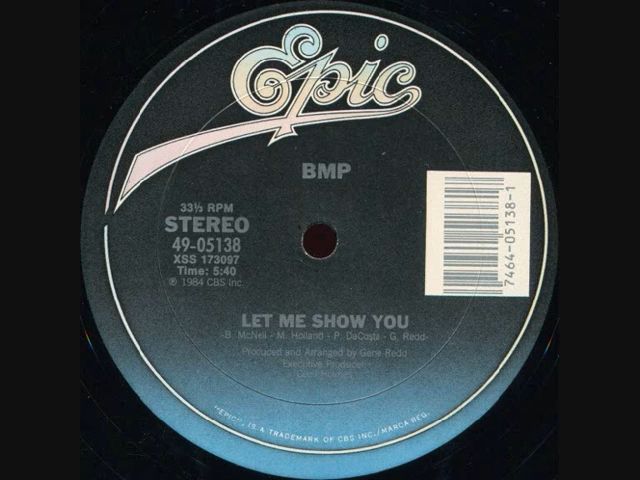 Epic
BMP
33⅓ RPM
STEREO
49-05138
XSS 173097
Time: 5:40
℗ 1984 CBS Inc.
7464-05138-1
LET ME SHOW YOU
-B. McNeil - M. Holland - P. DaCosta - G. Redd-
Produced and Arranged by Gene Redd
Executive Producer
"EPIC", IS A TRADEMARK OF CBS INC./MARCA REG.